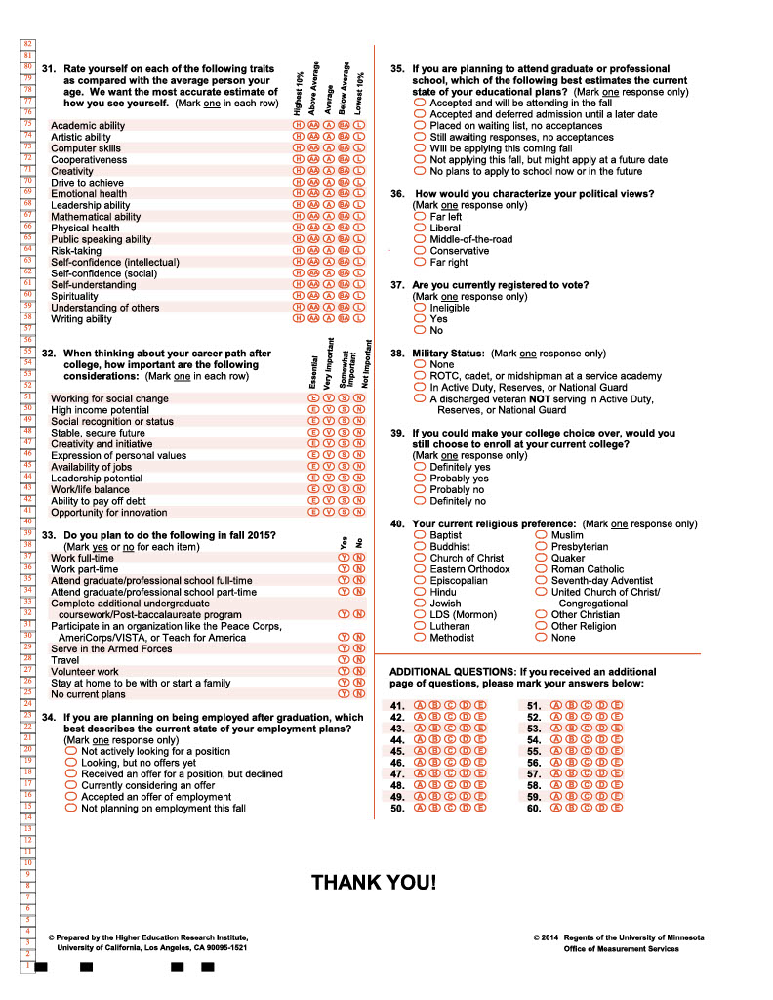 82
81
80
79
78
77
76
75
74
73
72
71
70
69
68
67
66
65
64
63
62
61
60
59
58
57
56
55
54
53
52
51
50
49
48
47
46
45
44
43
42
41
40
39
38
37
36
35
34
33
32
31
30
29
28
27
26
25
24
23
22
21
20
19
18
17
16
15
14
13
12
11
10
9
8
7
6
5
4
3
2
1
31. Rate yourself on each of the following traits
as compared with the average person your
age. We want the most accurate estimate of
how you see yourself. (Mark one in each row)
Highest 10%
Above Average
Average
Below Average
Lowest 10%
Academic ability H AA A BA L
Artistic ability H AA A BA L
Computer skills H AA A BA L
Cooperativeness H AA A BA L
Creativity H AA A BA L
Drive to achieve H AA A BA L
Emotional health H AA A BA L
Leadership ability H AA A BA L
Mathematical ability H AA A BA L
Physical health H AA A BA L
Public speaking ability H AA A BA L
Risk-taking H AA A BA L
Self-confidence (intellectual) H AA A BA L
Self-confidence (social) H AA A BA L
Self-understanding H AA A BA L
Spirituality H AA A BA L
Understanding of others H AA A BA L
Writing ability H AA A BA L
32. When thinking about your career path after
college, how important are the following
considerations: (Mark one in each row)
Essential
Very Important
Somewhat
Important
Not Important
Working for social change E V S N
High income potential E V S N
Social recognition or status E V S N
Stable, secure future E V S N
Creativity and initiative E V S N
Expression of personal values E V S N
Availability of jobs E V S N
Leadership potential E V S N
Work/life balance E V S N
Ability to pay off debt E V S N
Opportunity for innovation E V S N
33. Do you plan to do the following in fall 2015?
(Mark yes or no for each item)
Yes
No
Work full-time Y N
Work part-time Y N
Attend graduate/professional school full-time Y N
Attend graduate/professional school part-time Y N
Complete additional undergraduate
coursework/Post-baccalaureate program Y N
Participate in an organization like the Peace Corps,
AmeriCorps/VISTA, or Teach for America Y N
Serve in the Armed Forces Y N
Travel Y N
Volunteer work Y N
Stay at home to be with or start a family Y N
No current plans Y N
34. If you are planning on being employed after graduation, which
best describes the current state of your employment plans?
(Mark one response only)
Not actively looking for a position
Looking, but no offers yet
Received an offer for a position, but declined
Currently considering an offer
Accepted an offer of employment
Not planning on employment this fall
35. If you are planning to attend graduate or professional
school, which of the following best estimates the current
state of your educational plans? (Mark one response only)
Accepted and will be attending in the fall
Accepted and deferred admission until a later date
Placed on waiting list, no acceptances
Still awaiting responses, no acceptances
Will be applying this coming fall
Not applying this fall, but might apply at a future date
No plans to apply to school now or in the future
36. How would you characterize your political views?
(Mark one response only)
Far left
Liberal
Middle-of-the-road
Conservative
Far right
37. Are you currently registered to vote?
(Mark one response only)
Ineligible
Yes
No
38. Military Status: (Mark one response only)
None
ROTC, cadet, or midshipman at a service academy
In Active Duty, Reserves, or National Guard
A discharged veteran NOT serving in Active Duty,
Reserves, or National Guard
39. If you could make your college choice over, would you
still choose to enroll at your current college?
(Mark one response only)
Definitely yes
Probably yes
Probably no
Definitely no
40. Your current religious preference: (Mark one response only)
Baptist
Buddhist
Church of Christ
Eastern Orthodox
Episcopalian
Hindu
Jewish
LDS (Mormon)
Lutheran
Methodist
Muslim
Presbyterian
Quaker
Roman Catholic
Seventh-day Adventist
United Church of Christ/
Congregational
Other Christian
Other Religion
None
ADDITIONAL QUESTIONS: If you received an additional
page of questions, please mark your answers below:
41. A B C D E
42. A B C D E
43. A B C D E
44. A B C D E
45. A B C D E
46. A B C D E
47. A B C D E
48. A B C D E
49. A B C D E
50. A B C D E
51. A B C D E
52. A B C D E
53. A B C D E
54. A B C D E
55. A B C D E
56. A B C D E
57. A B C D E
58. A B C D E
59. A B C D E
60. A B C D E
THANK YOU!
© Prepared by the Higher Education Research Institute,
University of California, Los Angeles, CA 90095-1521
© 2014 Regents of the University of Minnesota
Office of Measurement Services